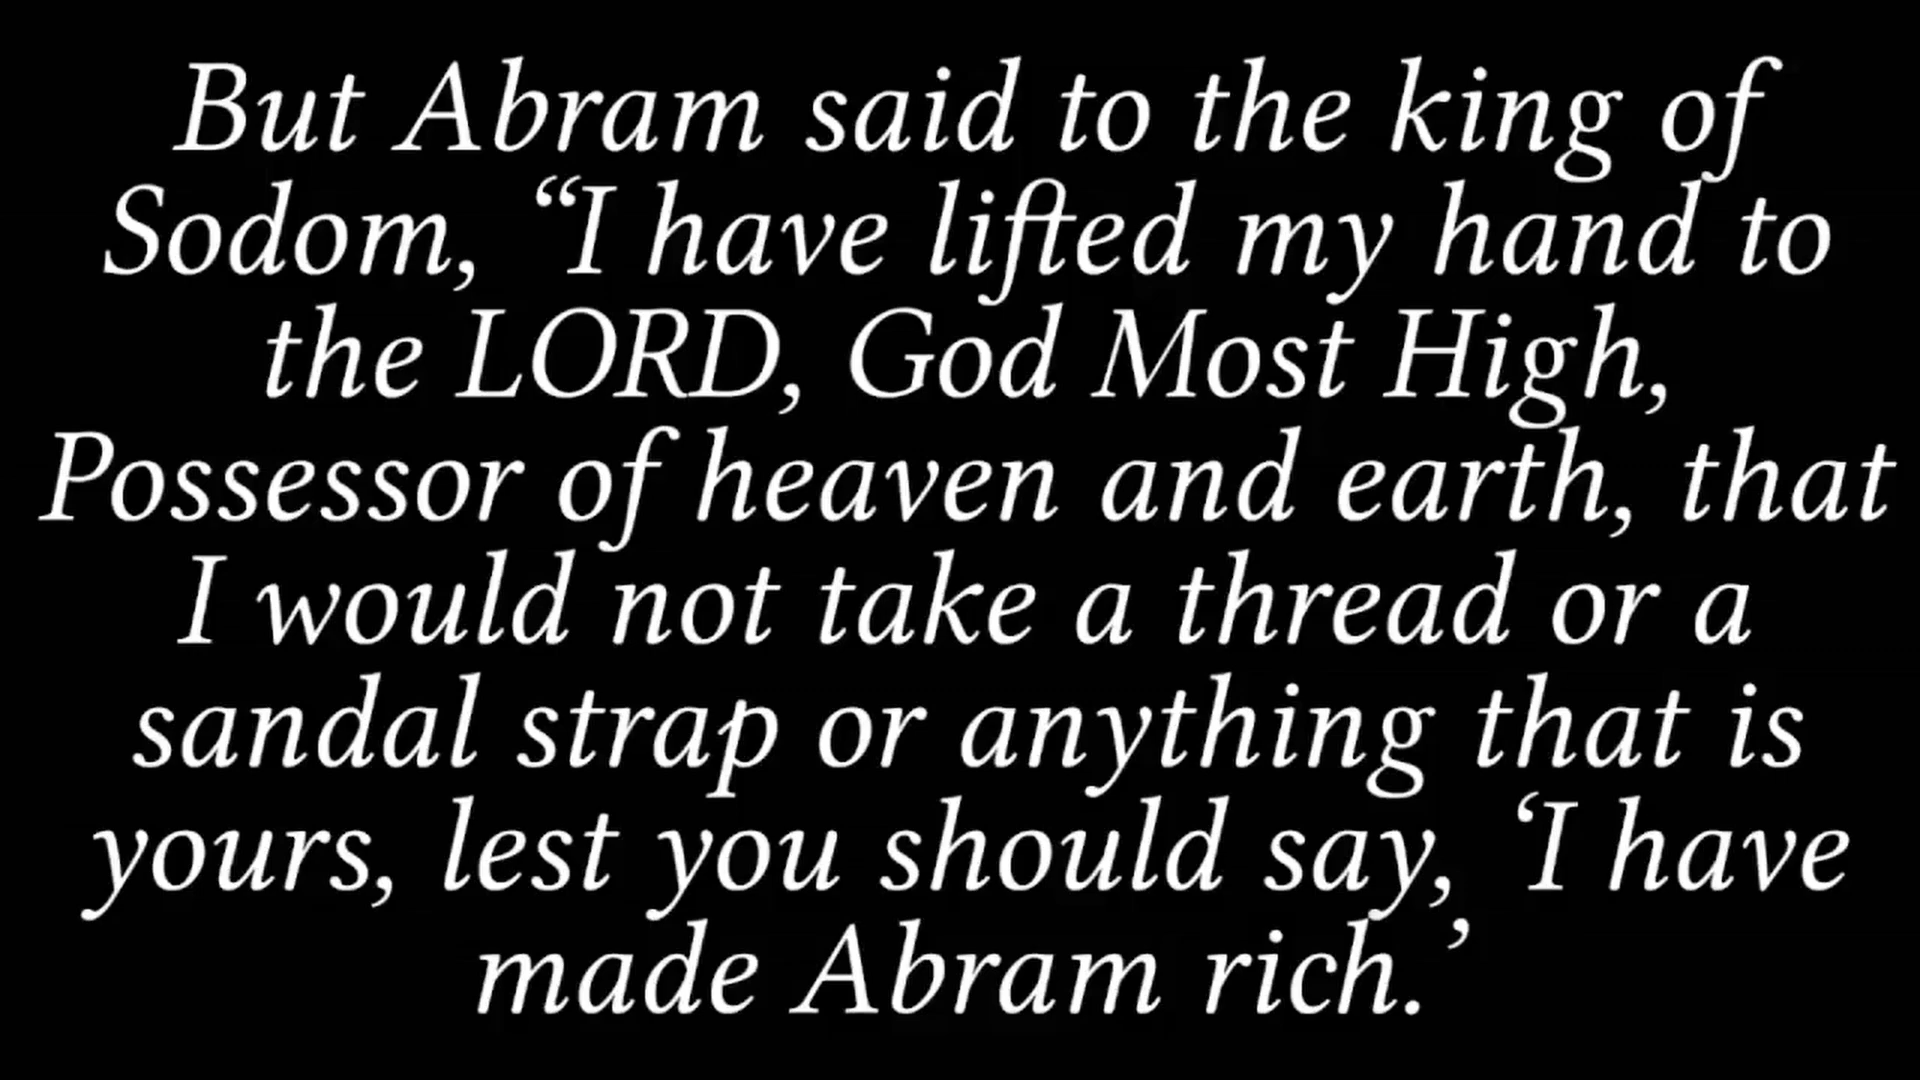 But Abram said to the king of
Sodom, “I have lifted my hand to
the LORD, God Most High,
Possessor of heaven and earth, that
I would not take a thread or a
sandal strap or anything that is
yours, lest you should say, ‘I have
made Abram rich.’